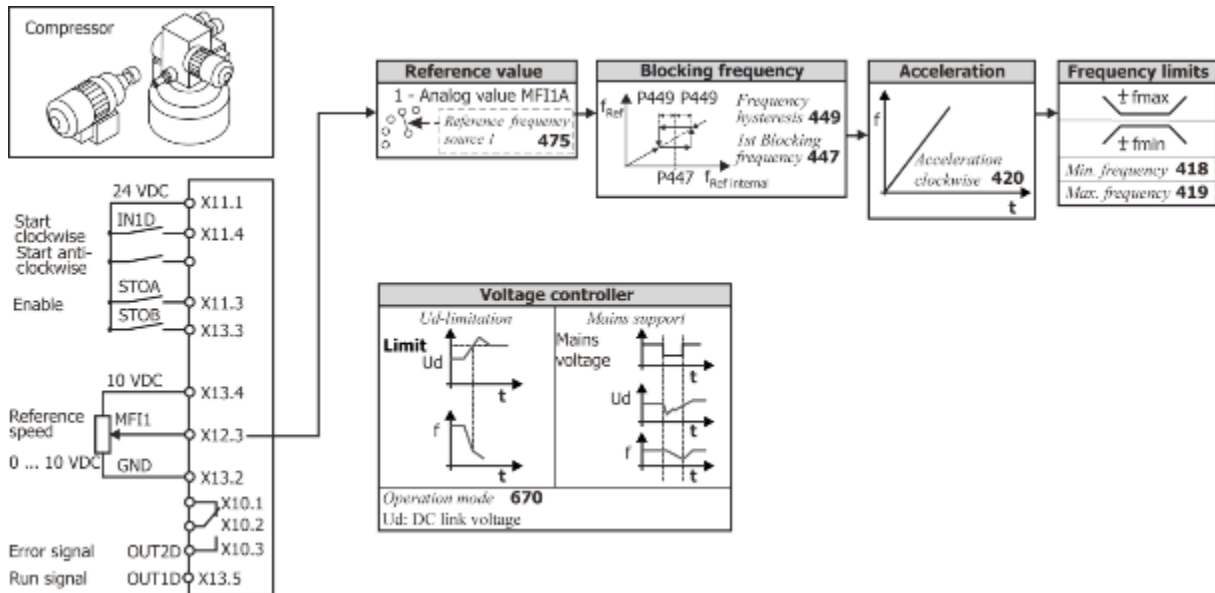 Compressor
24 VDC
X11.1
Start
clockwise
IN1D
X11.4
Start anti-
clockwise
Enable
STOA
X11.3
STOB
X13.3
10 VDC
X13.4
Reference
speed
MFI1
X12.3
0 ... 10 VDC
GND
X13.2
X10.1
X10.2
Error signal
OUT2D
X10.3
Run signal
OUT1D
X13.5
Reference value
1 - Analog value MFI1A
Reference frequency
source 1 475
Blocking frequency
P449 P449
fRef
P447
fRef internal
Frequency
hysteresis 449
1st Blocking
frequency 447
Acceleration
f
Acceleration
clockwise 420
t
Frequency limits
± fmax
± fmin
Min. frequency 418
Max. frequency 419
Voltage controller
Ud-limitation
Limit
Ud
t
f
t
Mains support
Mains
voltage
t
Ud
t
f
t
Operation mode 670
Ud: DC link voltage